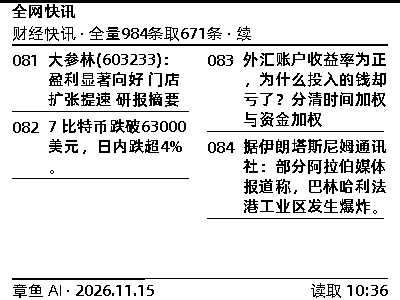 全网快讯
财经快讯 · 全量984条取671条 · 续
081 大参林(603233):
盈利显著向好 门店
扩张提速 研报摘要
082 7 比特币跌破63000
美元，日内跌超4%
。
083 外汇账户收益率为正
，为什么投入的钱却
亏了？分清时间加权
与资金加权
084 据伊朗塔斯尼姆通讯
社：部分阿拉伯媒体
报道称，巴林哈利法
港工业区发生爆炸。
章鱼 AI · 2026.11.15
读取 10:36